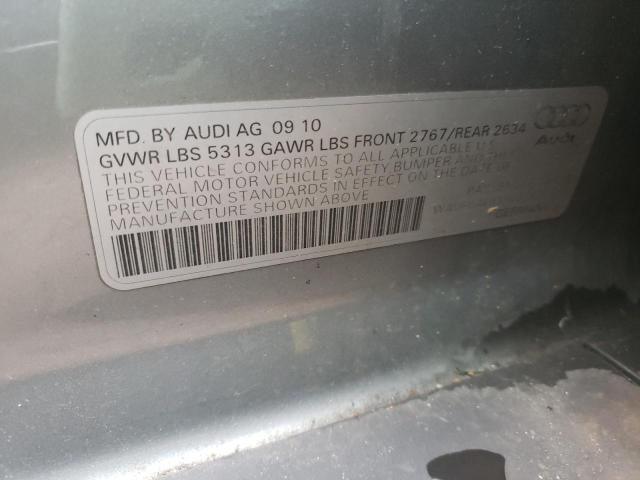 MFD. BY AUDI AG 09 10
GVWR LBS 5313 GAWR LBS FRONT 2767/REAR 2634
THIS VEHICLE CONFORMS TO ALL APPLICABLE U.S.
FEDERAL MOTOR VEHICLE SAFETY BUMPER AND THEFT
PREVENTION STANDARDS IN EFFECT ON THE DATE OF
MANUFACTURE SHOWN ABOVE
Audi